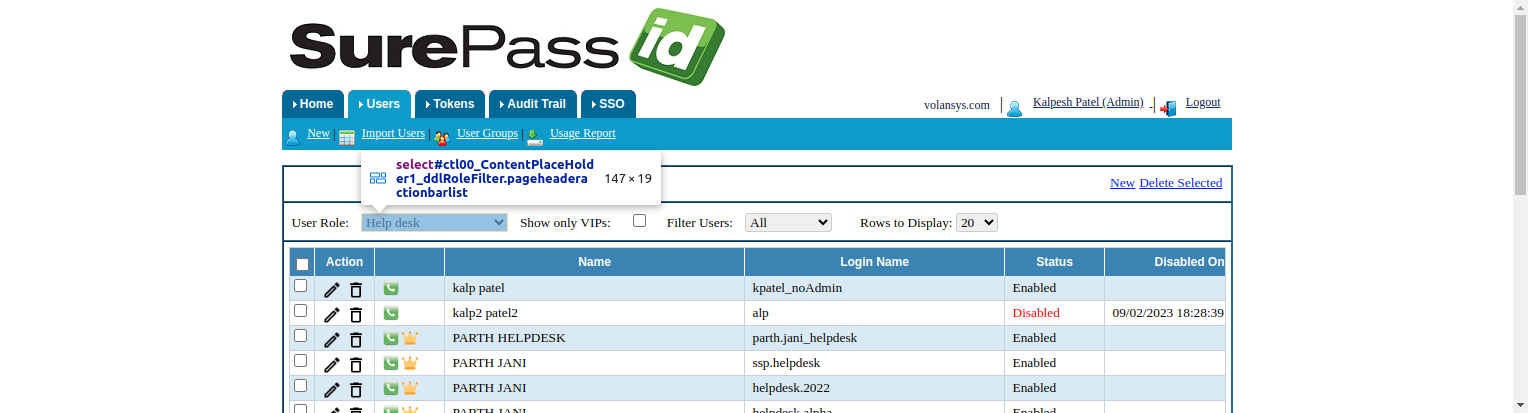 SurePass id
Home Users Tokens Audit Trail SSO
volansys.com | Kalpesh Patel (Admin) - | Logout
New | Import Users | User Groups | Usage Report
select#ctl00_ContentPlaceHold
er1_ddlRoleFilter.pageheadera
ctionbarlist
147 × 19
New Delete Selected
User Role: Help desk Show only VIPs: Filter Users: All Rows to Display: 20
Action Name Login Name Status Disabled On
kalp patel kpatel_noAdmin Enabled
kalp2 patel2 alp Disabled 09/02/2023 18:28:39
PARTH HELPDESK parth.jani_helpdesk Enabled
PARTH JANI ssp.helpdesk Enabled
PARTH JANI helpdesk.2022 Enabled
PARTH JANI helpdesk.alpha Enabled